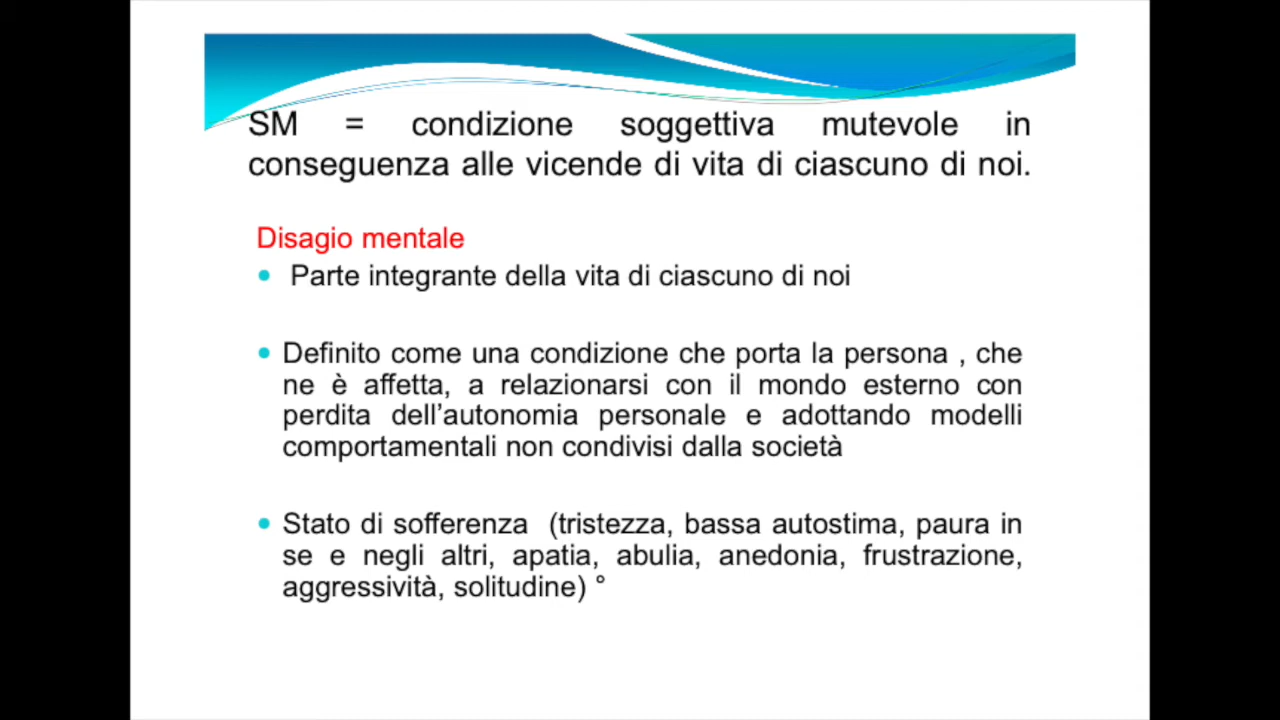 SM = condizione soggettiva mutevole in
conseguenza alle vicende di vita di ciascuno di noi.
Disagio mentale
• Parte integrante della vita di ciascuno di noi
• Definito come una condizione che porta la persona , che
ne è affetta, a relazionarsi con il mondo esterno con
perdita dell’autonomia personale e adottando modelli
comportamentali non condivisi dalla società
• Stato di sofferenza (tristezza, bassa autostima, paura in
se e negli altri, apatia, abulia, anedonia, frustrazione,
aggressività, solitudine) °